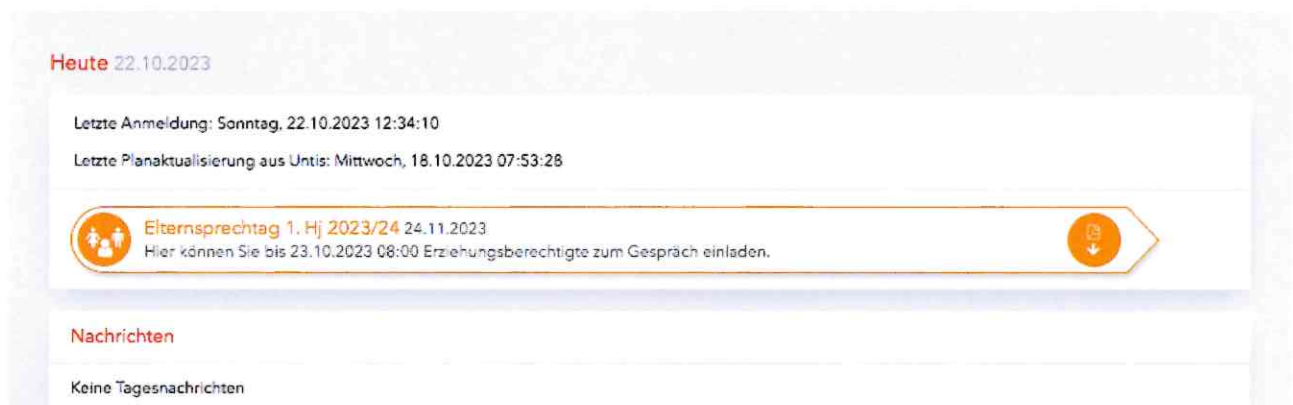 Heute 22.10.2023
Letzte Anmeldung: Sonntag, 22.10.2023 12:34:10
Letzte Planaktualisierung aus Untis: Mittwoch, 18.10.2023 07:53:28
Elternsprechtag 1. Hj 2023/24 24.11.2023
Hier können Sie bis 23.10.2023 08:00 Erziehungsberechtigte zum Gespräch einladen.
Nachrichten
Keine Tagesnachrichten